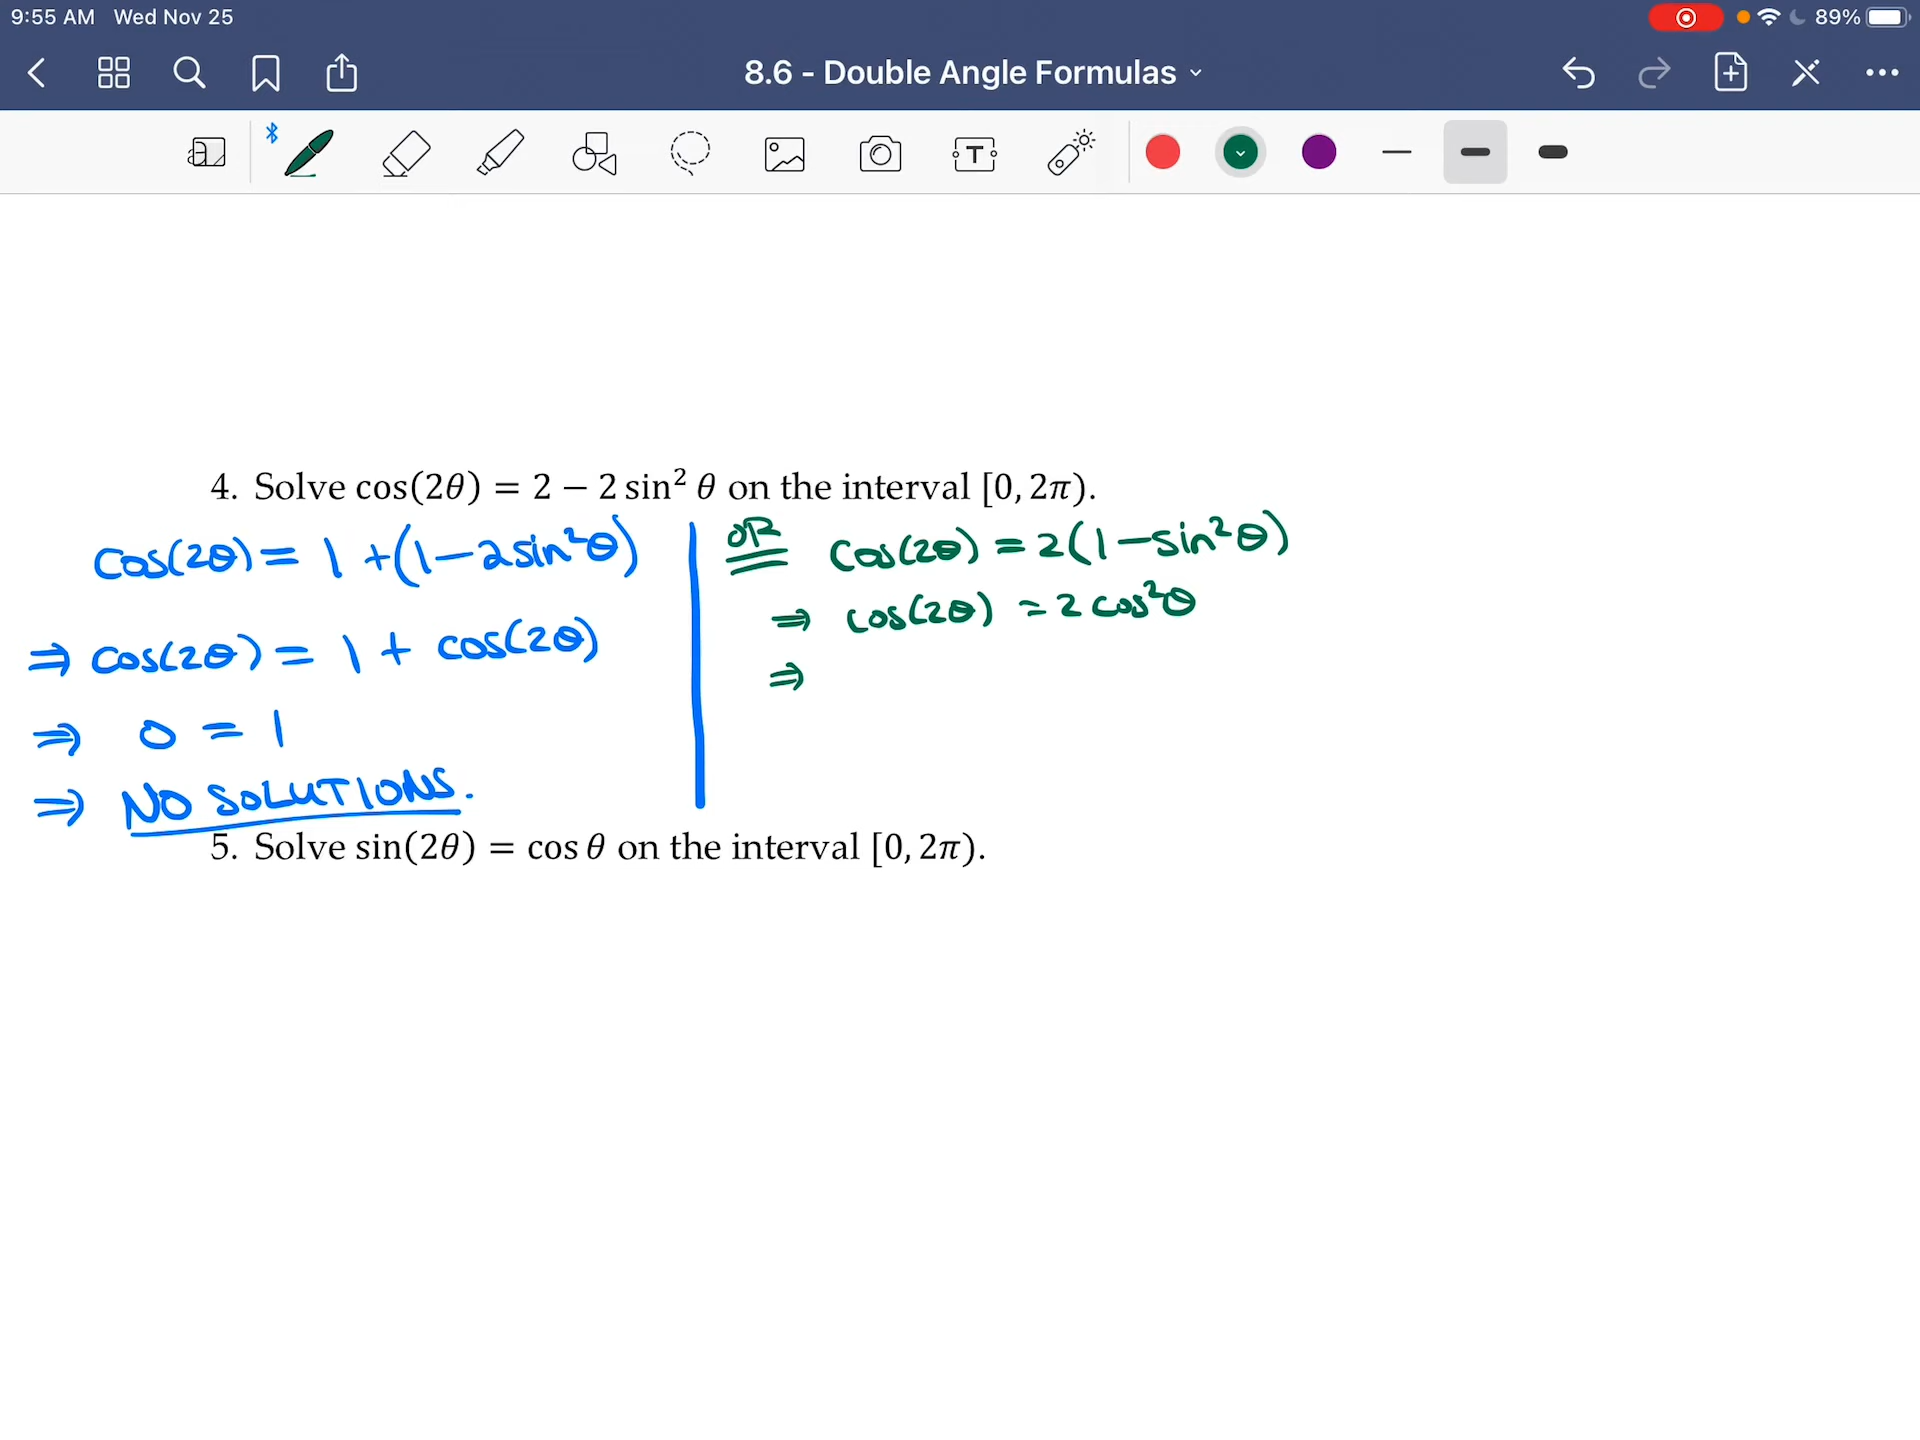 9:55 AM Wed Nov 25
89%
8.6 - Double Angle Formulas
a
T
4. Solve cos(2θ) = 2 − 2 sin² θ on the interval [0, 2π).
cos(2θ) = 1 + (1 − 2sin²θ)
⇒ cos(2θ) = 1 + cos(2θ)
⇒ 0 = 1
⇒ NO SOLUTIONS.
OR cos(2θ) = 2(1 − sin²θ)
⇒ cos(2θ) = 2 cos²θ
⇒
5. Solve sin(2θ) = cos θ on the interval [0, 2π).